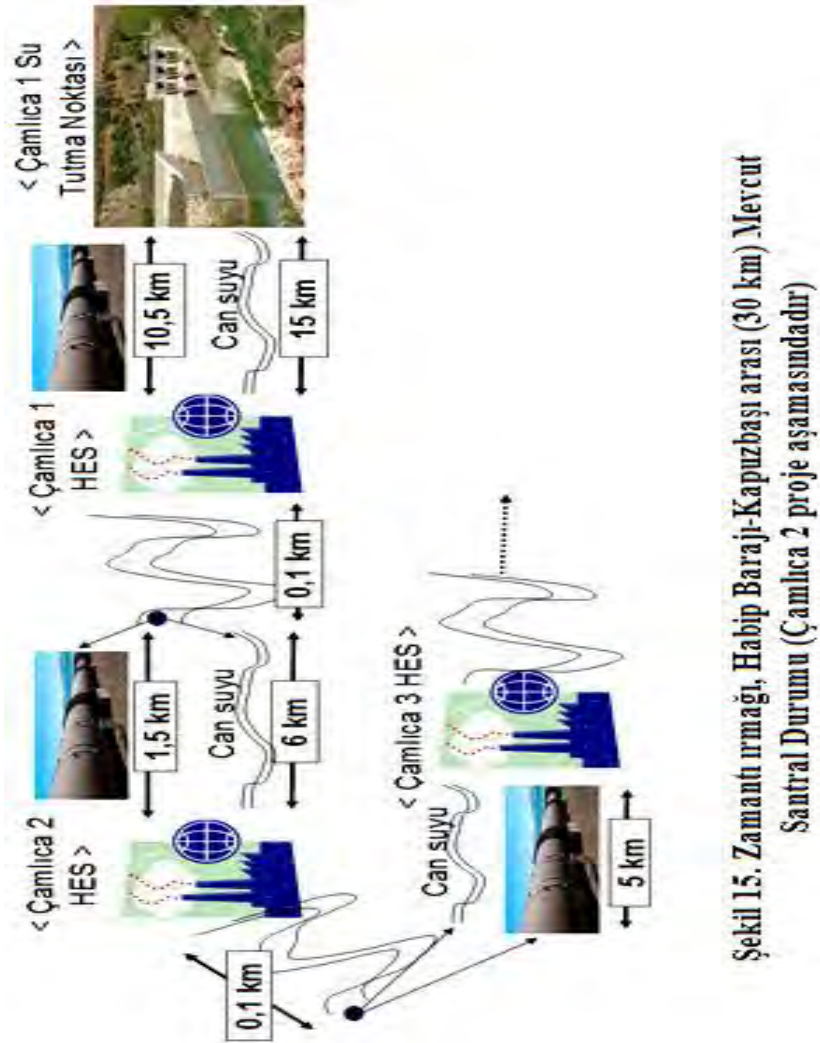 < Çamlıca 2
HES >
1,5 km
Can suyu
6 km
0,1 km
< Çamlıca 1
HES >
10,5 km
Can suyu
15 km
< Çamlıca 1 Su
Tutma Noktası >
0,1 km
Can suyu
5 km
< Çamlıca 3 HES >
Şekil 15. Zamantı ırmağı, Habip Barajı-Kapuzbaşı arası (30 km) Mevcut
Santral Durumu (Çamlıca 2 proje aşamasındadır)